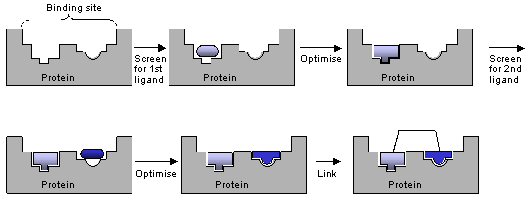 Binding site
Protein
Screen
for 1st
ligand
Protein
Optimise
Protein
Screen
for 2nd
ligand
Protein
Optimise
Protein
Link
Protein